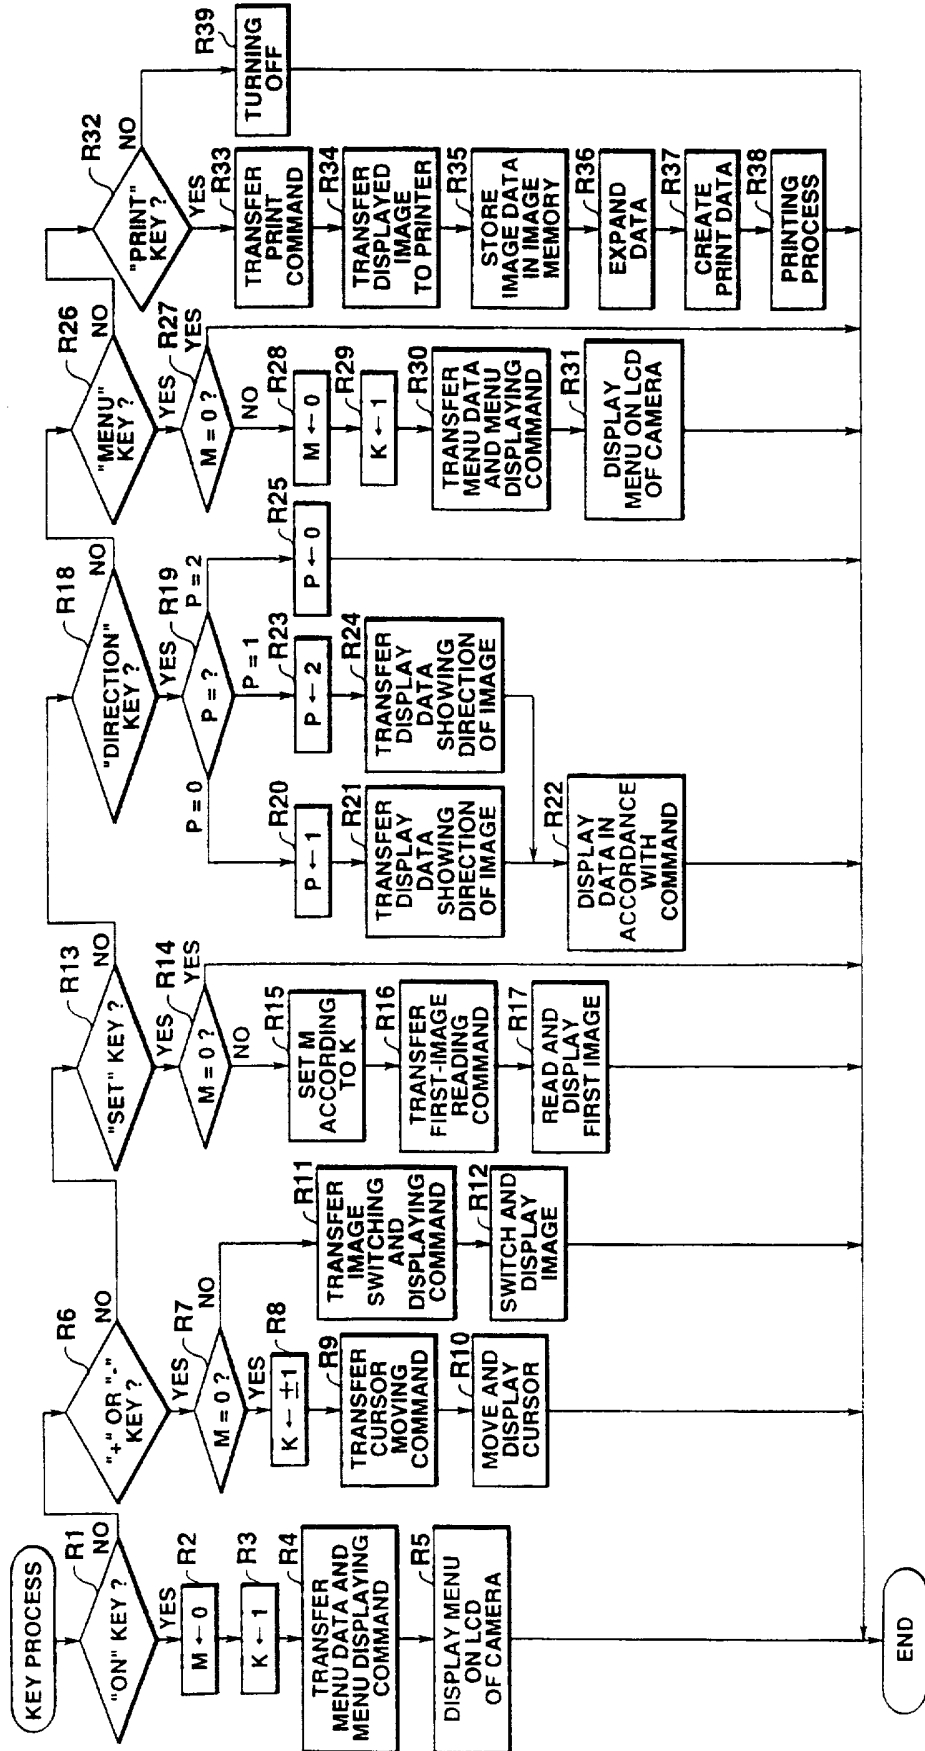 KEY PROCESS
R1
"ON" KEY ?
NO
YES
R2
M ← 0
R3
K ← 1
R4
TRANSFER
MENU DATA AND
MENU DISPLAYING
COMMAND
R5
DISPLAY MENU
ON LCD
OF CAMERA
END
R6
"+" OR "-"
KEY ?
NO
YES
R7
M = 0 ?
NO
YES
R8
K ← ±1
R9
TRANSFER
CURSOR
MOVING
COMMAND
R10
MOVE AND
DISPLAY
CURSOR
R11
TRANSFER
IMAGE
SWITCHING
AND
DISPLAYING
COMMAND
R12
SWITCH AND
DISPLAY
IMAGE
R13
"SET" KEY ?
NO
YES
R14
M = 0 ?
YES
NO
R15
SET M
ACCORDING
TO K
R16
TRANSFER
FIRST-IMAGE
READING
COMMAND
R17
READ AND
DISPLAY
FIRST IMAGE
R18
"DIRECTION"
KEY ?
NO
YES
R19
P = ?
P = 0
P = 1
P = 2
R20
P ← 1
R21
TRANSFER
DISPLAY
DATA
SHOWING
DIRECTION
OF IMAGE
R22
DISPLAY
DATA IN
ACCORDANCE
WITH
COMMAND
R23
P ← 2
R24
TRANSFER
DISPLAY
DATA
SHOWING
DIRECTION
OF IMAGE
R25
P ← 0
R26
"MENU"
KEY ?
NO
YES
R27
M = 0 ?
YES
NO
R28
M ← 0
R29
K ← 1
R30
TRANSFER
MENU DATA
AND MENU
DISPLAYING
COMMAND
R31
DISPLAY
MENU ON LCD
OF CAMERA
R32
"PRINT"
KEY ?
NO
YES
R33
TRANSFER
PRINT
COMMAND
R34
TRANSFER
DISPLAYED
IMAGE
TO PRINTER
R35
STORE
IMAGE DATA
IN IMAGE
MEMORY
R36
EXPAND
DATA
R37
CREATE
PRINT DATA
R38
PRINTING
PROCESS
R39
TURNING
OFF